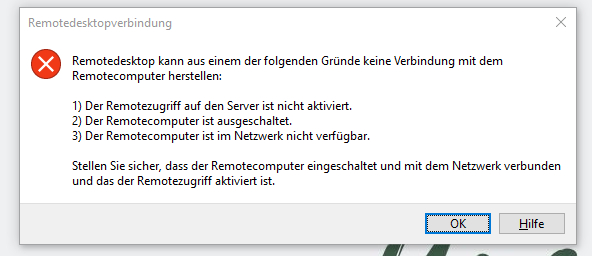 Remotedesktopverbindung
Remotedesktop kann aus einem der folgenden Gründe keine Verbindung mit dem
Remotecomputer herstellen:
1) Der Remotezugriff auf den Server ist nicht aktiviert.
2) Der Remotecomputer ist ausgeschaltet.
3) Der Remotecomputer ist im Netzwerk nicht verfügbar.
Stellen Sie sicher, dass der Remotecomputer eingeschaltet und mit dem Netzwerk verbunden
und das der Remotezugriff aktiviert ist.
OK
Hilfe